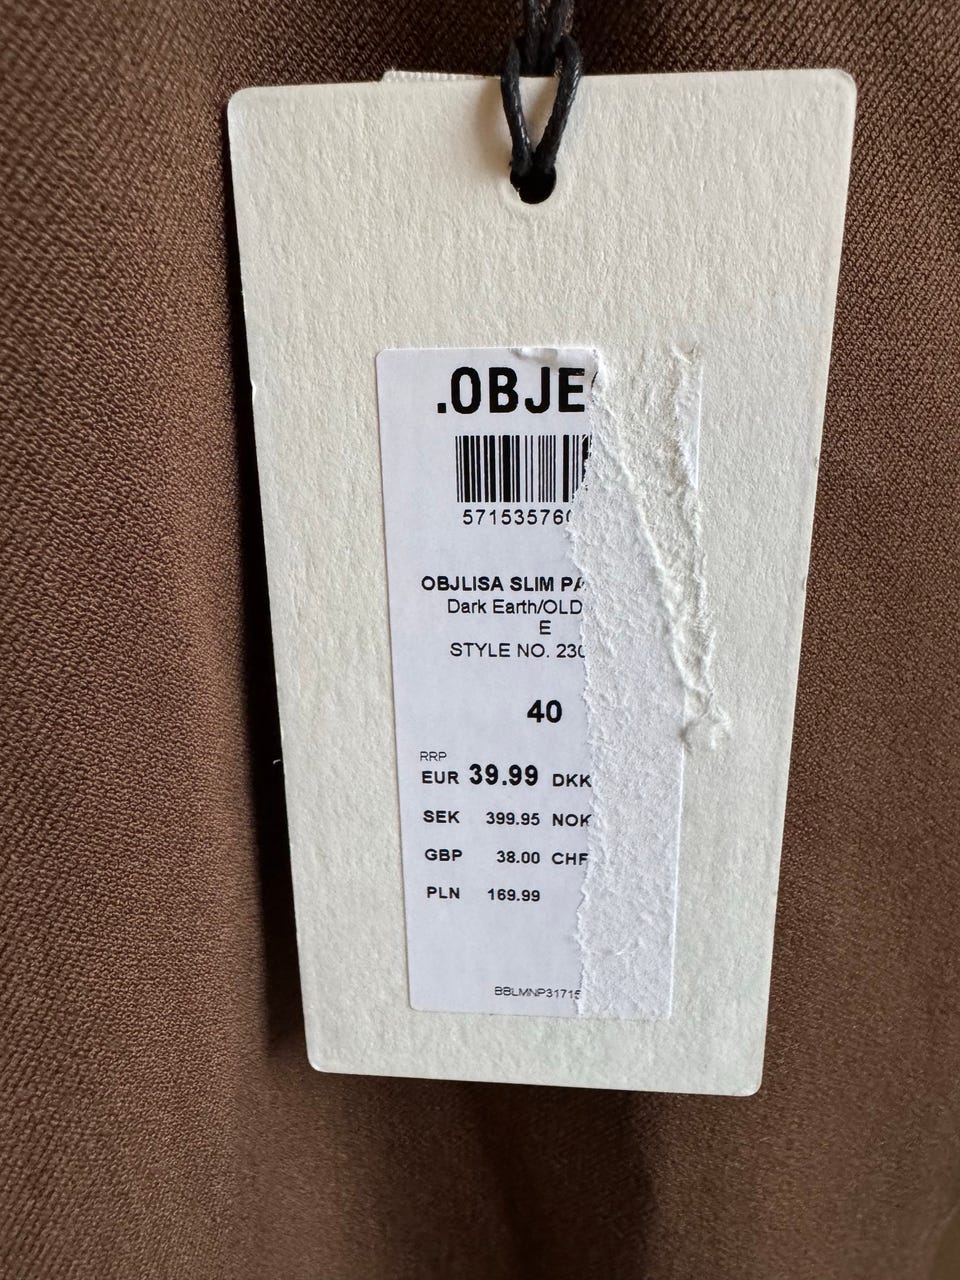 .OBJE
571535760
OBJLISA SLIM PA
Dark Earth/OLD
E
STYLE NO. 230
40
RRP
EUR 39.99 DKK
SEK 399.95 NOK
GBP 38.00 CHF
PLN 169.99
BBLMNP31715